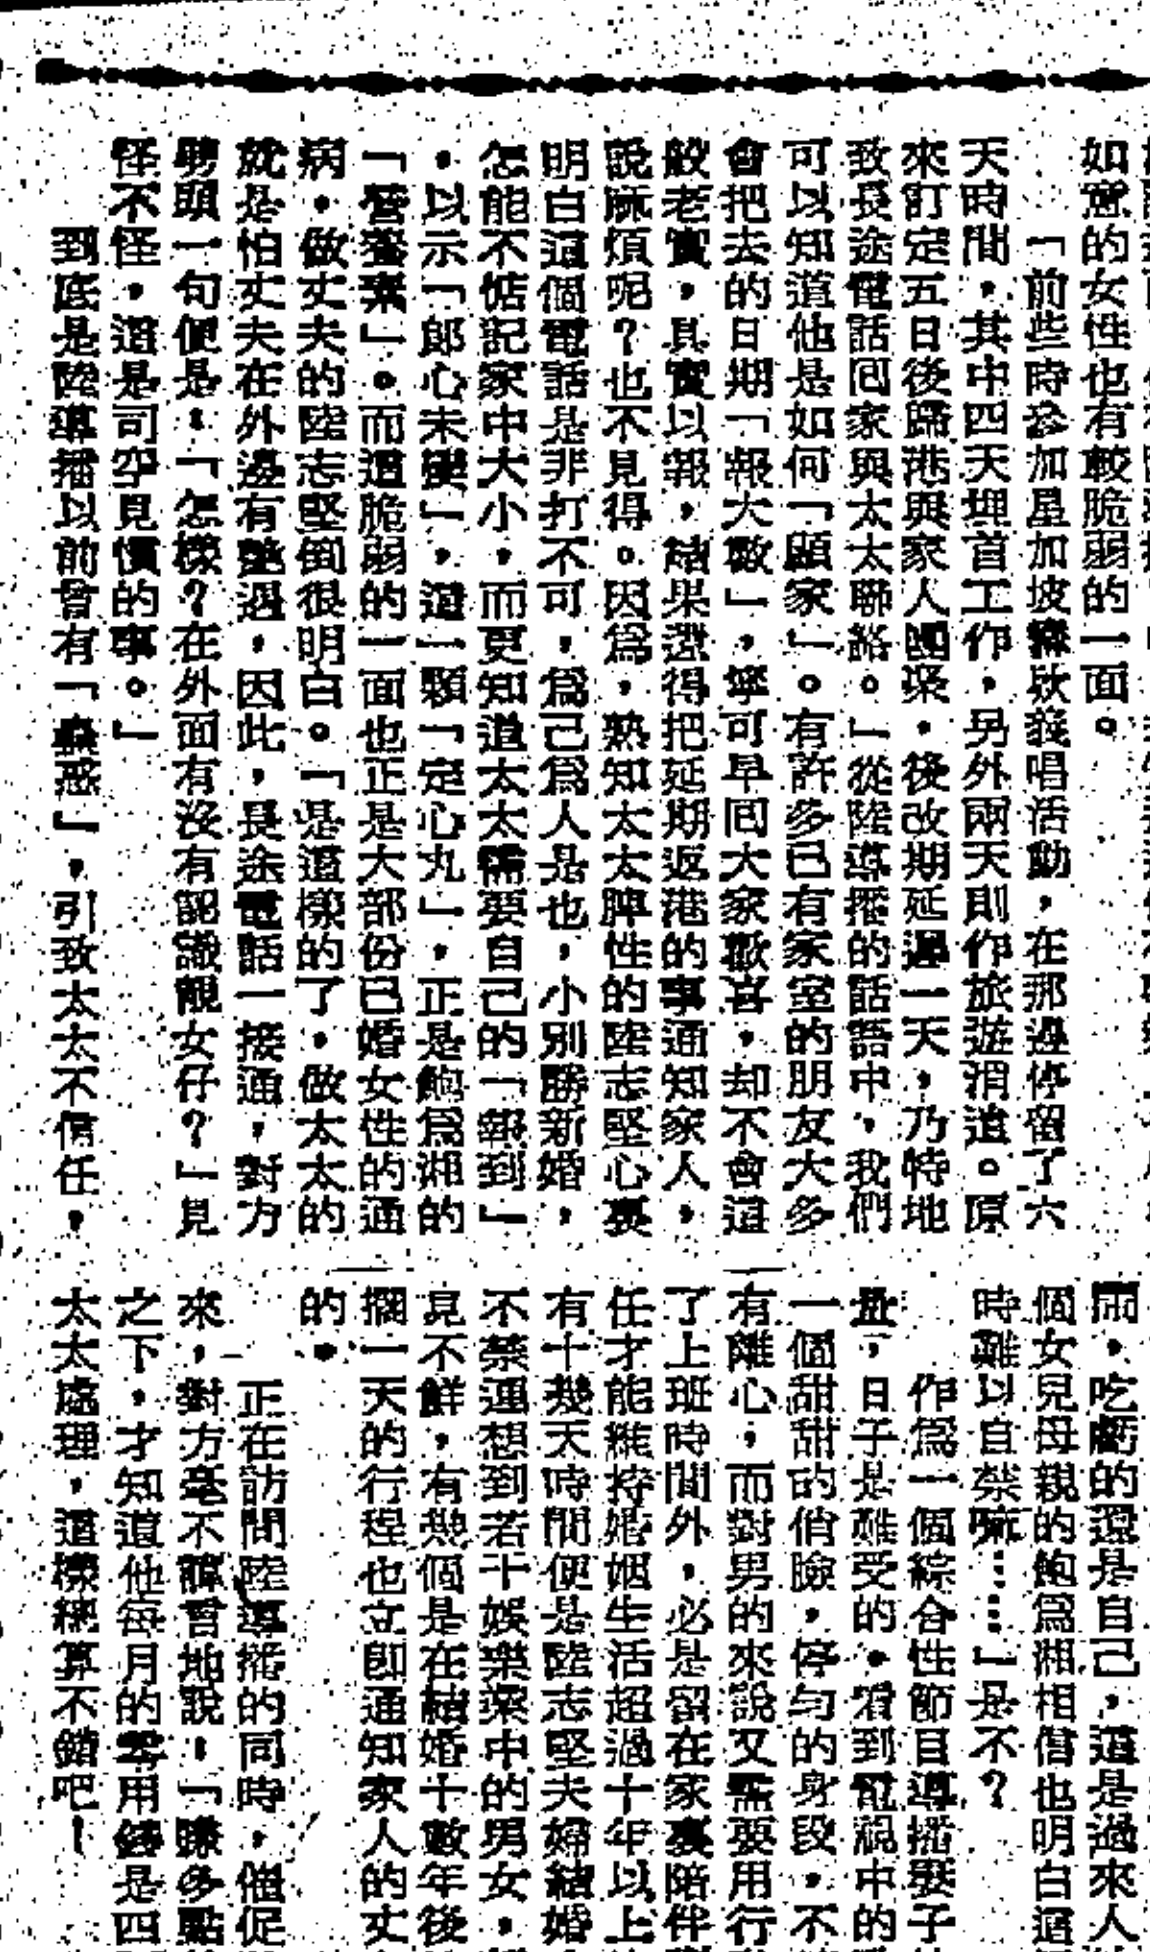 如意的女性也有較脆弱的一面。
「前些時參加星加坡義唱活動，在那邊停留了六
天時間，其中四天埋首工作，另外兩天則作旅遊消遣。原
來訂定五日後歸港與家人團聚，後改期延遲一天，乃特地
致長途電話囘家與太太聯絡。」從陸導播的話語中，我們
可以知道他是如何「顧家」。有許多已有家室的朋友大多
會把去的日期「報大數」，寧可早囘大家歡喜，却不會這
般老實，具實以報，結果還得把延期返港的事通知家人，
說麻煩呢？也不見得。因爲，熟知太太脾性的陸志堅心裏
明白這個電話是非打不可，爲己爲人是也，小別勝新婚，
怎能不惦記家中大小，而更知道太太需要自己的「報到」
，以示「郎心未變」，這一顆「定心丸」，正是鮑爲湘的
「營養素」。而這脆弱的一面也正是大部份已婚女性的通
病，做丈夫的陸志堅倒很明白。「是這樣的了，做太太的
就是怕丈夫在外邊有艷遇，因此，長途電話一接通，對方
劈頭一句便是：「怎樣？在外面有沒有認識靚女仔？」見
怪不怪，這是司空見慣的事。」
到底是陸導播以前曾有「蠱惑」，引致太太不信任，
鬧，吃虧的還是自己，這是過來人
個女兒母親的鮑爲湘相信也明白這
時難以自禁嘛……」是不？
作爲一個綜合性節目導播妻子
量，日子是難受的。看到電視中的
一個甜甜的俏臉，停勻的身段，不
有離心，而對男的來說又需要用行
了上班時間外，必是留在家裏陪伴
任才能維持婚姻生活超過十年以上
有十幾天時間便是陸志堅夫婦結婚
不禁連想到若干娛樂界中的男女，
見不鮮，有幾個是在結婚十數年後
擱一天的行程也立卽通知家人的丈
的。
正在訪問陸導播的同時，催促
來，對方毫不諱言地說：「賺多點
之下，才知道他每月的零用錢是四
太太處理，這樣總算不錯吧！